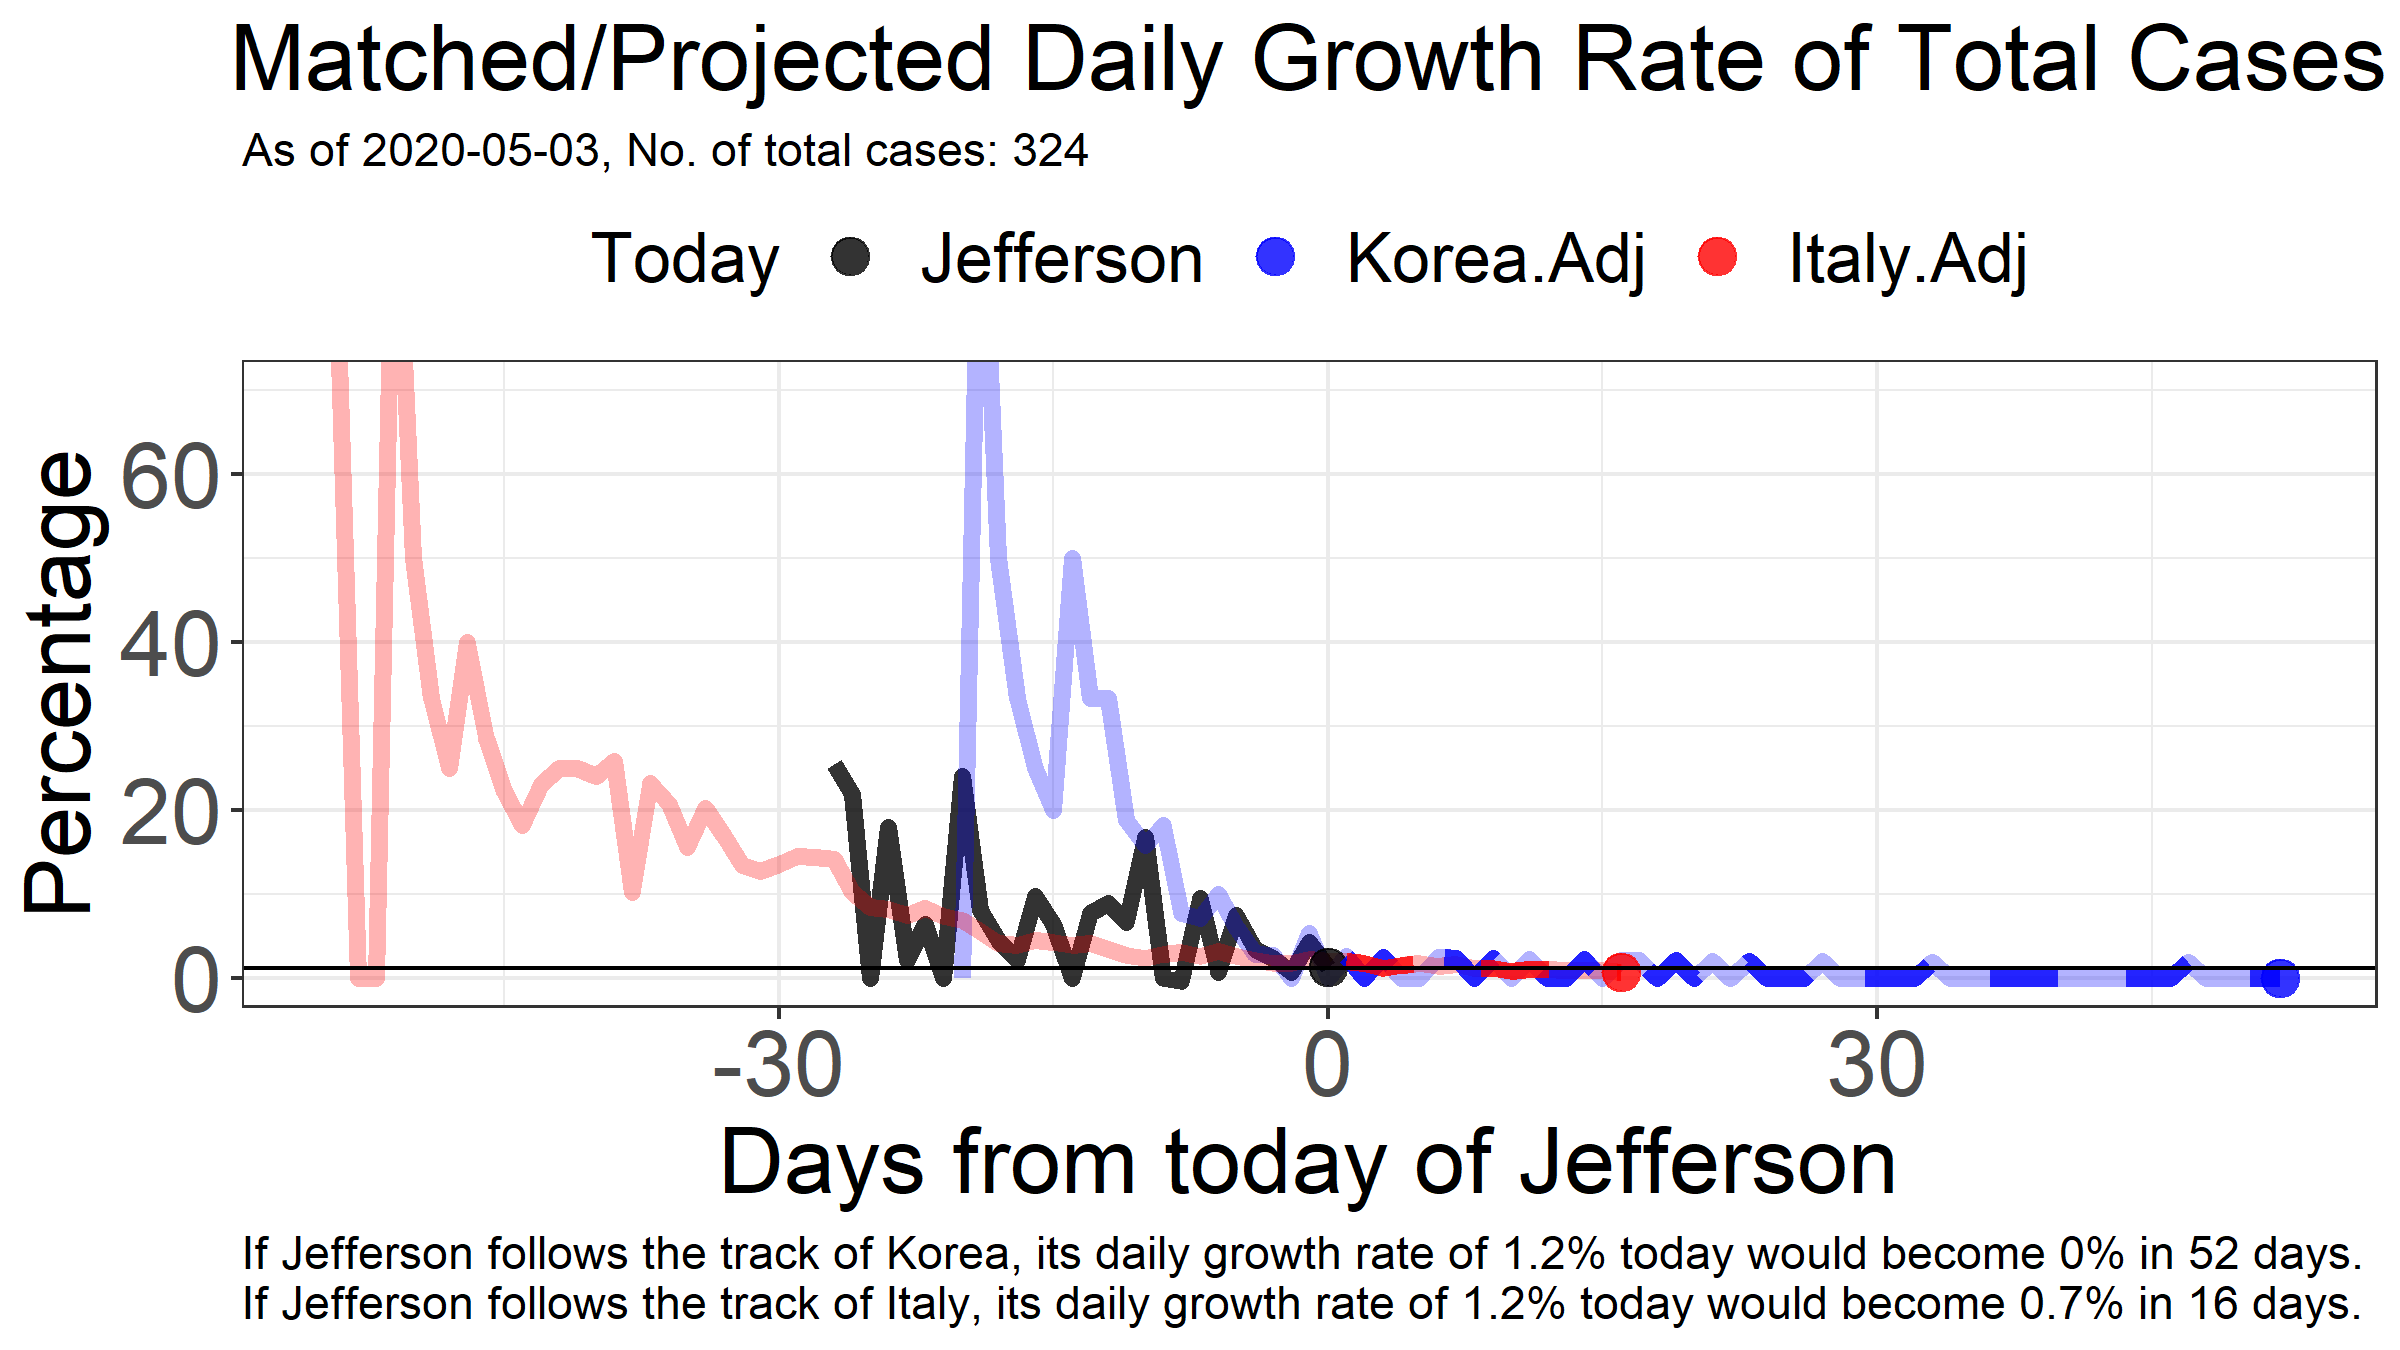 Matched/Projected Daily Growth Rate of Total Cases
As of 2020-05-03, No. of total cases: 324
Today Jefferson Korea.Adj Italy.Adj
Percentage
60
40
20
0
-30 0 30
Days from today of Jefferson
If Jefferson follows the track of Korea, its daily growth rate of 1.2% today would become 0% in 52 days.
If Jefferson follows the track of Italy, its daily growth rate of 1.2% today would become 0.7% in 16 days.